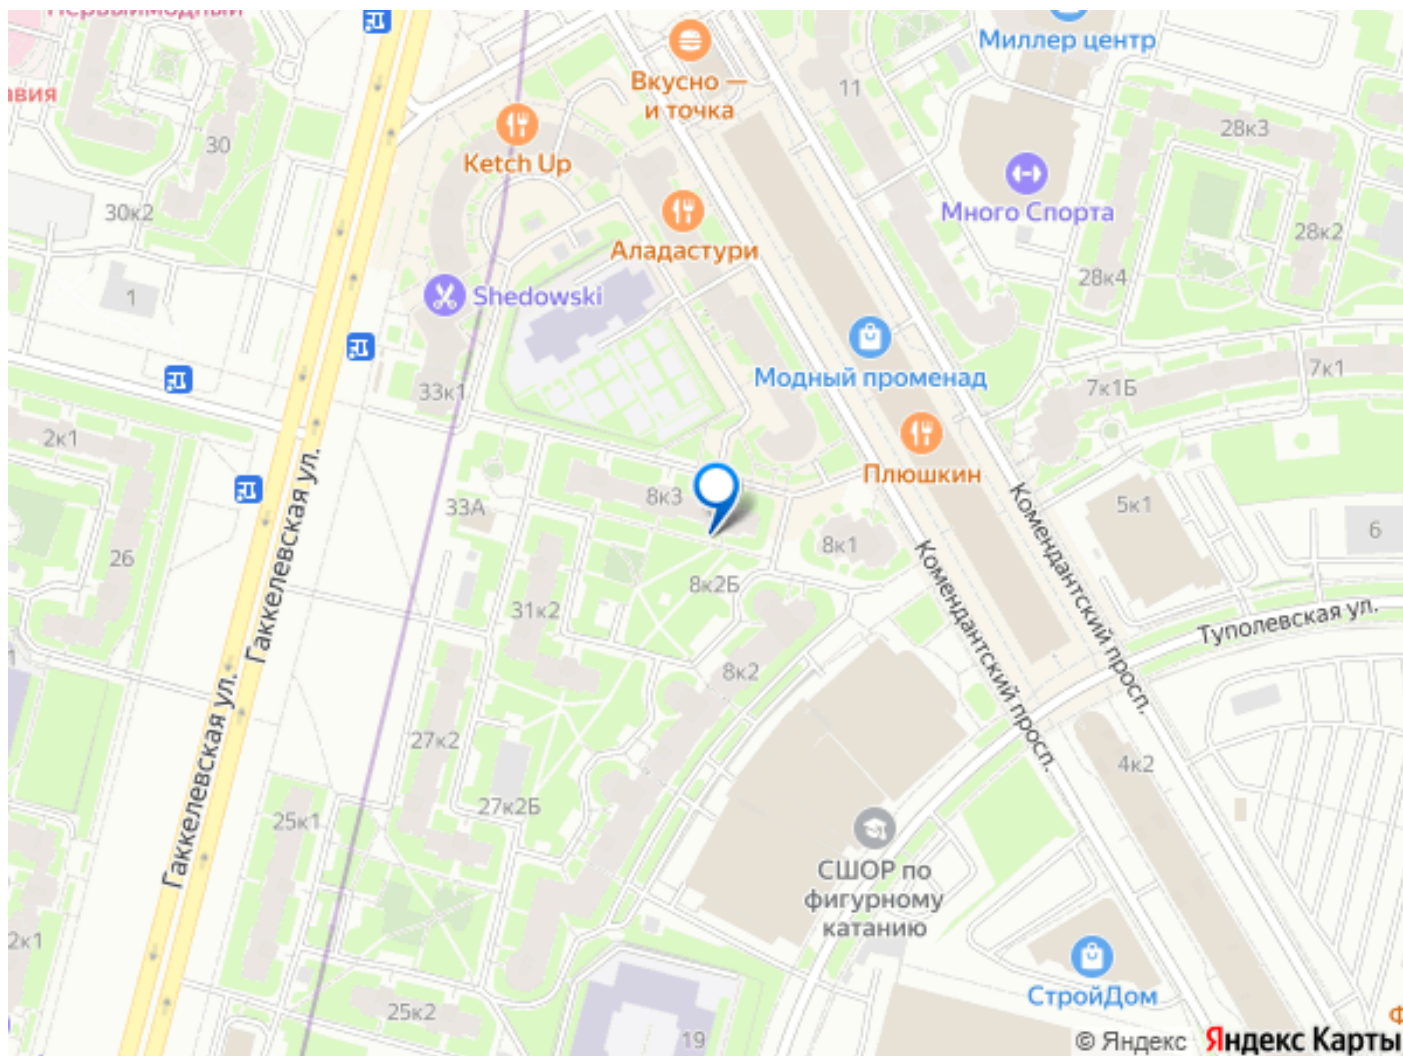 Первыймодный
Миллер центр
Вкусно —
и точка
авия
11
28к3
30
Ketch Up
Много Спорта
30к2
28к2
Аладастури
28к4
1
Shedowski
Модный променад
7к1
7к1Б
33к1
2к1
Плюшкин
8к3
33А
5к1
6
8к1
26
8к2Б
31к2
Гаккелевская ул.
Комендантский просп.
Комендантский просп.
Туполевская ул.
8к2
27к2
4к2
Гаккелевская ул.
27к2Б
25к1
СШОР по
фигурному
катанию
2к1
СтройДом
25к2
19
© Яндекс Яндекс Карты